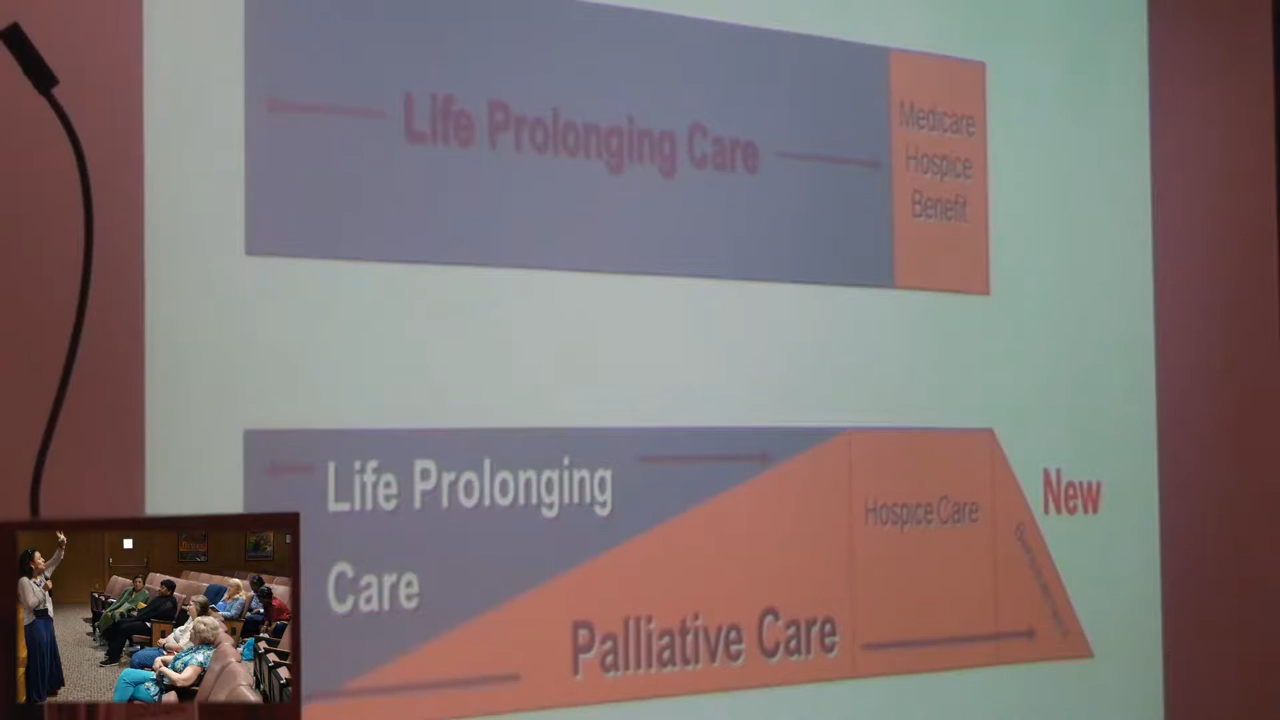 Life Prolonging Care
Medicare
Hospice
Benefit
Life Prolonging
Care
New
Hospice Care
Palliative Care